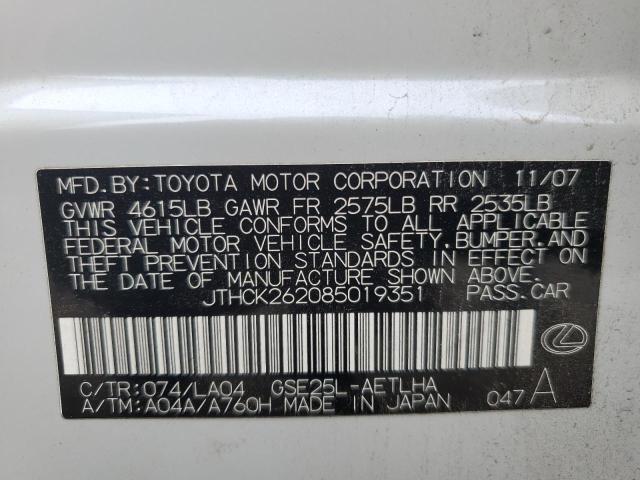 MFD.BY:TOYOTA MOTOR CORPORATION 11/07
GVWR 4615LB GAWR FR 2575LB RR 2535LB
THIS VEHICLE CONFORMS TO ALL APPLICABLE
FEDERAL MOTOR VEHICLE SAFETY,BUMPER,AND
THEFT PREVENTION STANDARDS IN EFFECT ON
THE DATE OF MANUFACTURE SHOWN ABOVE.
JTHCK262085019351 PASS.CAR
C/TR:074/LA04 GSE25L-AETLHA
A/TM:A04A/A760H MADE IN JAPAN 047 A